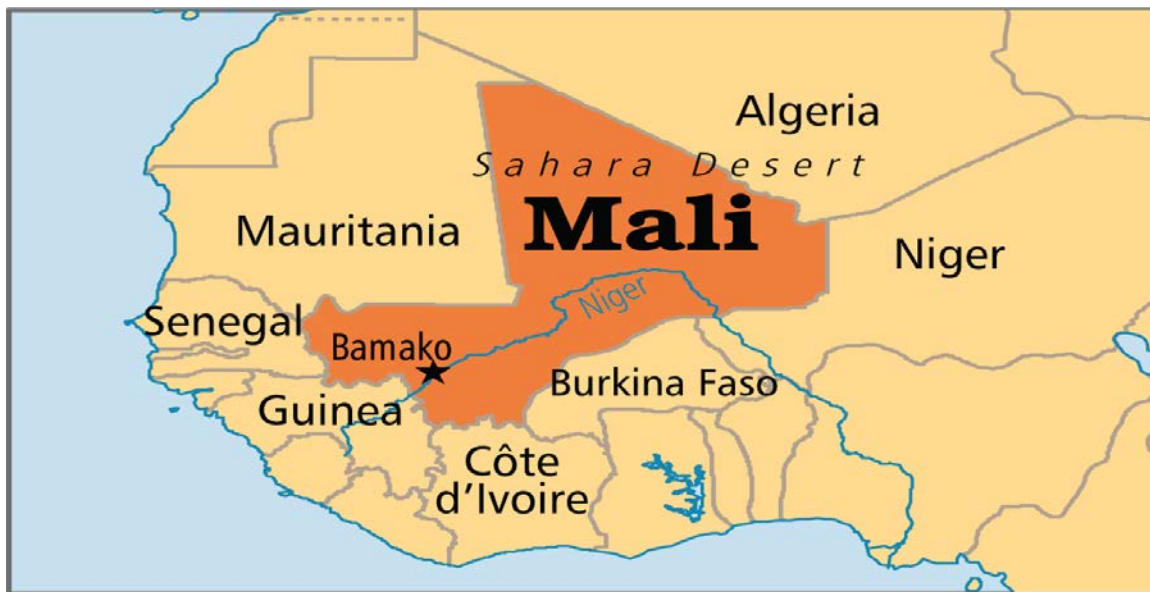 Algeria
Sahara Desert
Mali
Mauritania
Niger
Niger
Senegal
Bamako
Burkina Faso
Guinea
Côte
d'Ivoire